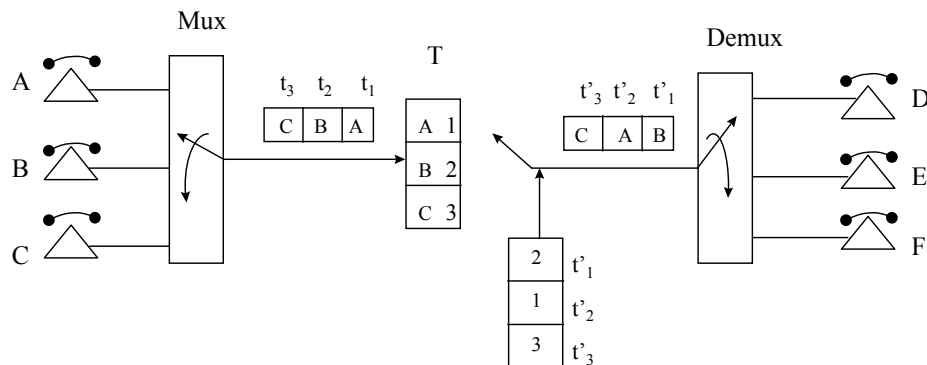 Mux
T
Demux
A
B
C
t₃ t₂ t₁
C B A
A 1
B 2
C 3
t’₃ t’₂ t’₁
C A B
2 t’₁
1 t’₂
3 t’₃
D
E
F